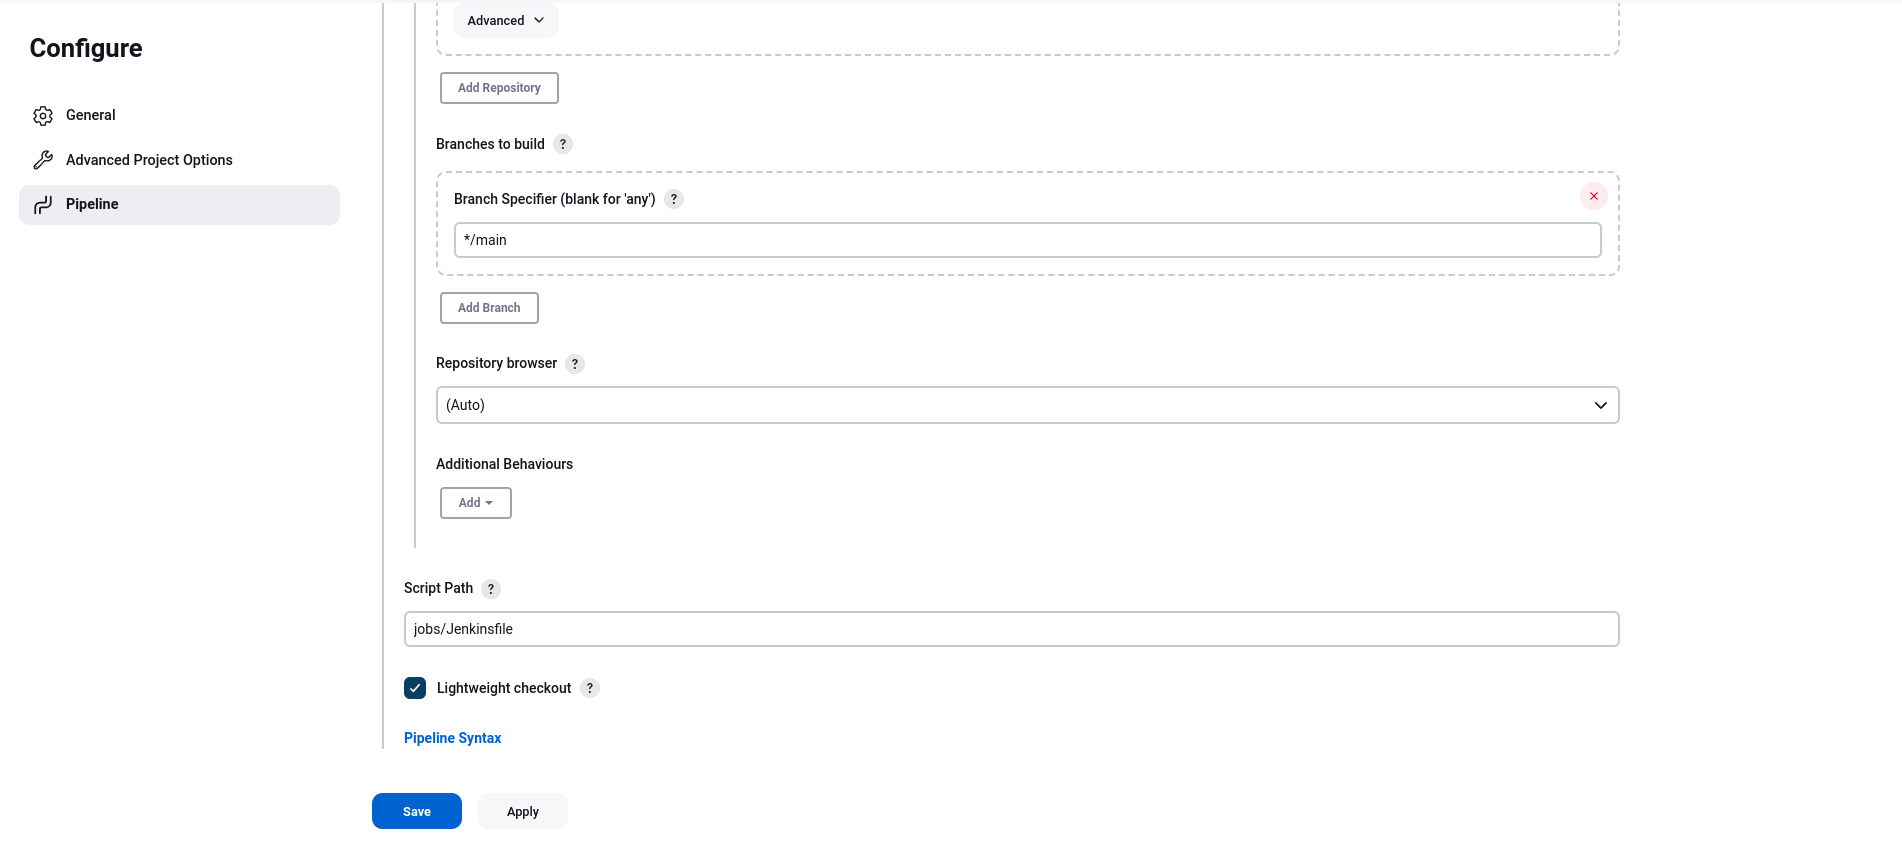 Configure
General
Advanced Project Options
Pipeline
Advanced
Add Repository
Branches to build ?
Branch Specifier (blank for 'any') ?
*/main
Add Branch
Repository browser ?
(Auto)
Additional Behaviours
Add
Script Path ?
jobs/Jenkinsfile
Lightweight checkout ?
Pipeline Syntax
Save Apply